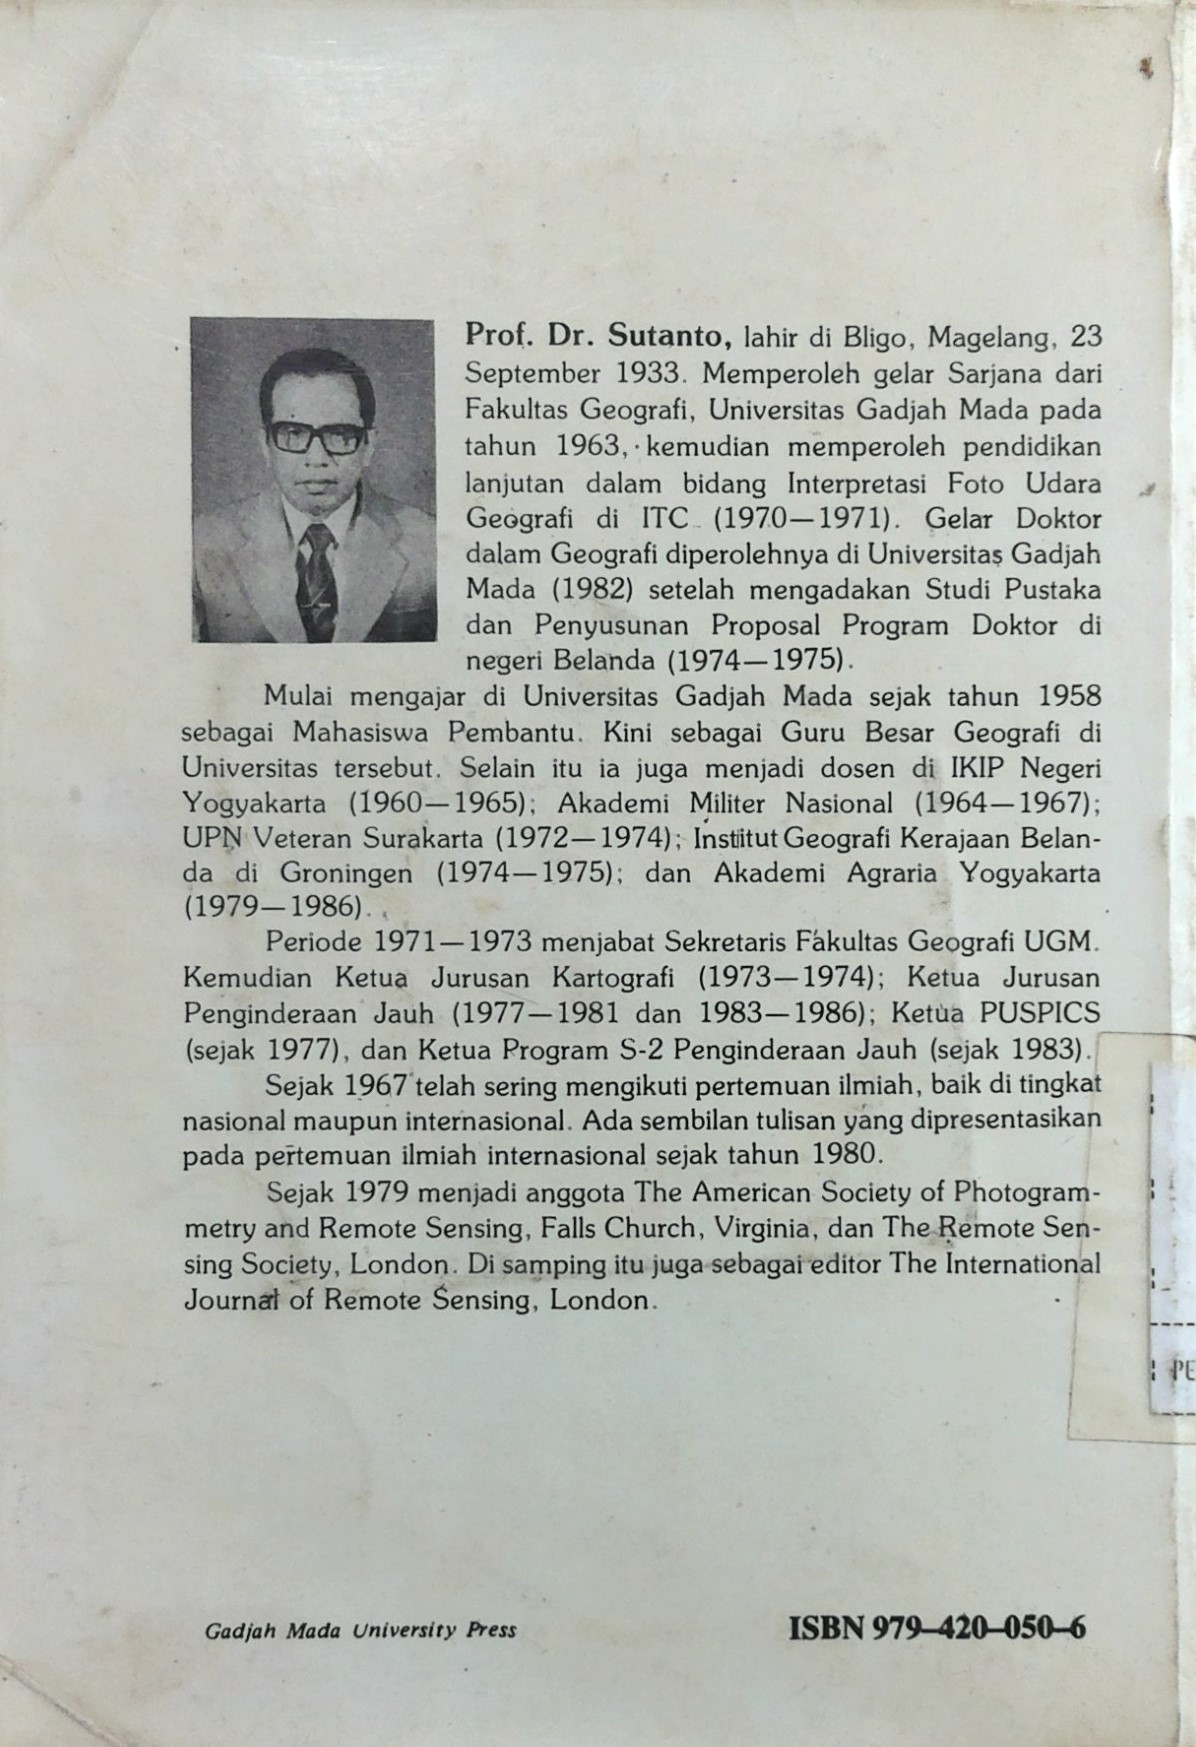 Prof. Dr. Sutanto, lahir di Bligo, Magelang, 23
September 1933. Memperoleh gelar Sarjana dari
Fakultas Geografi, Universitas Gadjah Mada pada
tahun 1963, kemudian memperoleh pendidikan
lanjutan dalam bidang Interpretasi Foto Udara
Geografi di ITC (1970—1971). Gelar Doktor
dalam Geografi diperolehnya di Universitas Gadjah
Mada (1982) setelah mengadakan Studi Pustaka
dan Penyusunan Proposal Program Doktor di
negeri Belanda (1974—1975).
Mulai mengajar di Universitas Gadjah Mada sejak tahun 1958
sebagai Mahasiswa Pembantu. Kini sebagai Guru Besar Geografi di
Universitas tersebut. Selain itu ia juga menjadi dosen di IKIP Negeri
Yogyakarta (1960—1965); Akademi Militer Nasional (1964—1967);
UPN Veteran Surakarta (1972—1974); Institut Geografi Kerajaan Belan-
da di Groningen (1974—1975); dan Akademi Agraria Yogyakarta
(1979—1986).
Periode 1971—1973 menjabat Sekretaris Fakultas Geografi UGM.
Kemudian Ketua Jurusan Kartografi (1973—1974); Ketua Jurusan
Penginderaan Jauh (1977—1981 dan 1983—1986); Ketua PUSPICS
(sejak 1977), dan Ketua Program S-2 Penginderaan Jauh (sejak 1983).
Sejak 1967 telah sering mengikuti pertemuan ilmiah, baik di tingkat
nasional maupun internasional. Ada sembilan tulisan yang dipresentasikan
pada pertemuan ilmiah internasional sejak tahun 1980.
Sejak 1979 menjadi anggota The American Society of Photogram-
metry and Remote Sensing, Falls Church, Virginia, dan The Remote Sen-
sing Society, London. Di samping itu juga sebagai editor The International
Journal of Remote Sensing, London.
PE
Gadjah Mada University Press
ISBN 979–420–050–6